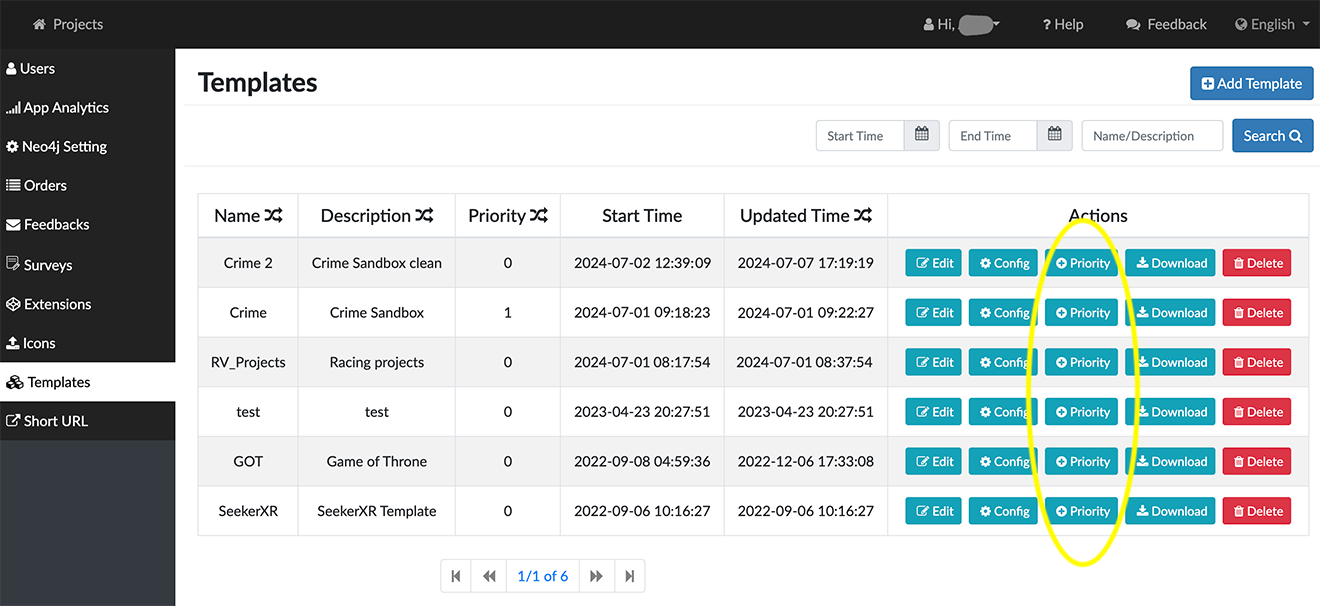 Projects Hi, ? Help Feedback English
Users
App Analytics
Neo4j Setting
Orders
Feedbacks
Surveys
Extensions
Icons
Templates
Short URL
Templates Add Template
Start Time End Time Name/Description Search
Name Description Priority Start Time Updated Time Actions
Crime 2 Crime Sandbox clean 0 2024-07-02 12:39:09 2024-07-07 17:19:19 Edit Config Priority Download Delete
Crime Crime Sandbox 1 2024-07-01 09:18:23 2024-07-01 09:22:27 Edit Config Priority Download Delete
RV_Projects Racing projects 0 2024-07-01 08:17:54 2024-07-01 08:37:54 Edit Config Priority Download Delete
test test 0 2023-04-23 20:27:51 2023-04-23 20:27:51 Edit Config Priority Download Delete
GOT Game of Throne 0 2022-09-08 04:59:36 2022-12-06 17:33:08 Edit Config Priority Download Delete
SeekerXR SeekerXR Template 0 2022-09-06 10:16:27 2022-09-06 10:16:27 Edit Config Priority Download Delete
1/1 of 6